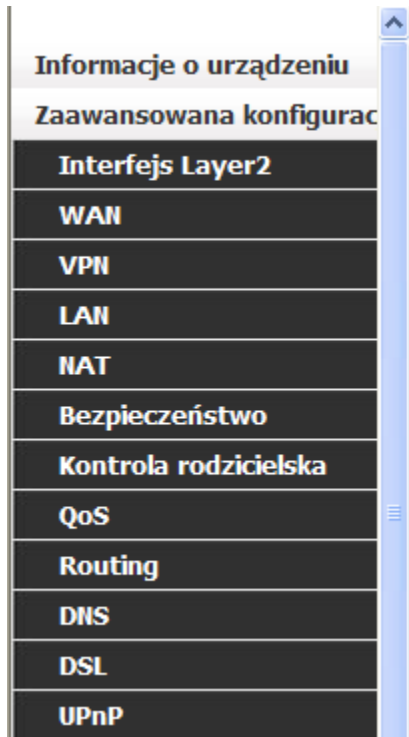 Informacje o urządzeniu
Zaawansowana konfigurac
Interfejs Layer2
WAN
VPN
LAN
NAT
Bezpieczeństwo
Kontrola rodzicielska
QoS
Routing
DNS
DSL
UPnP